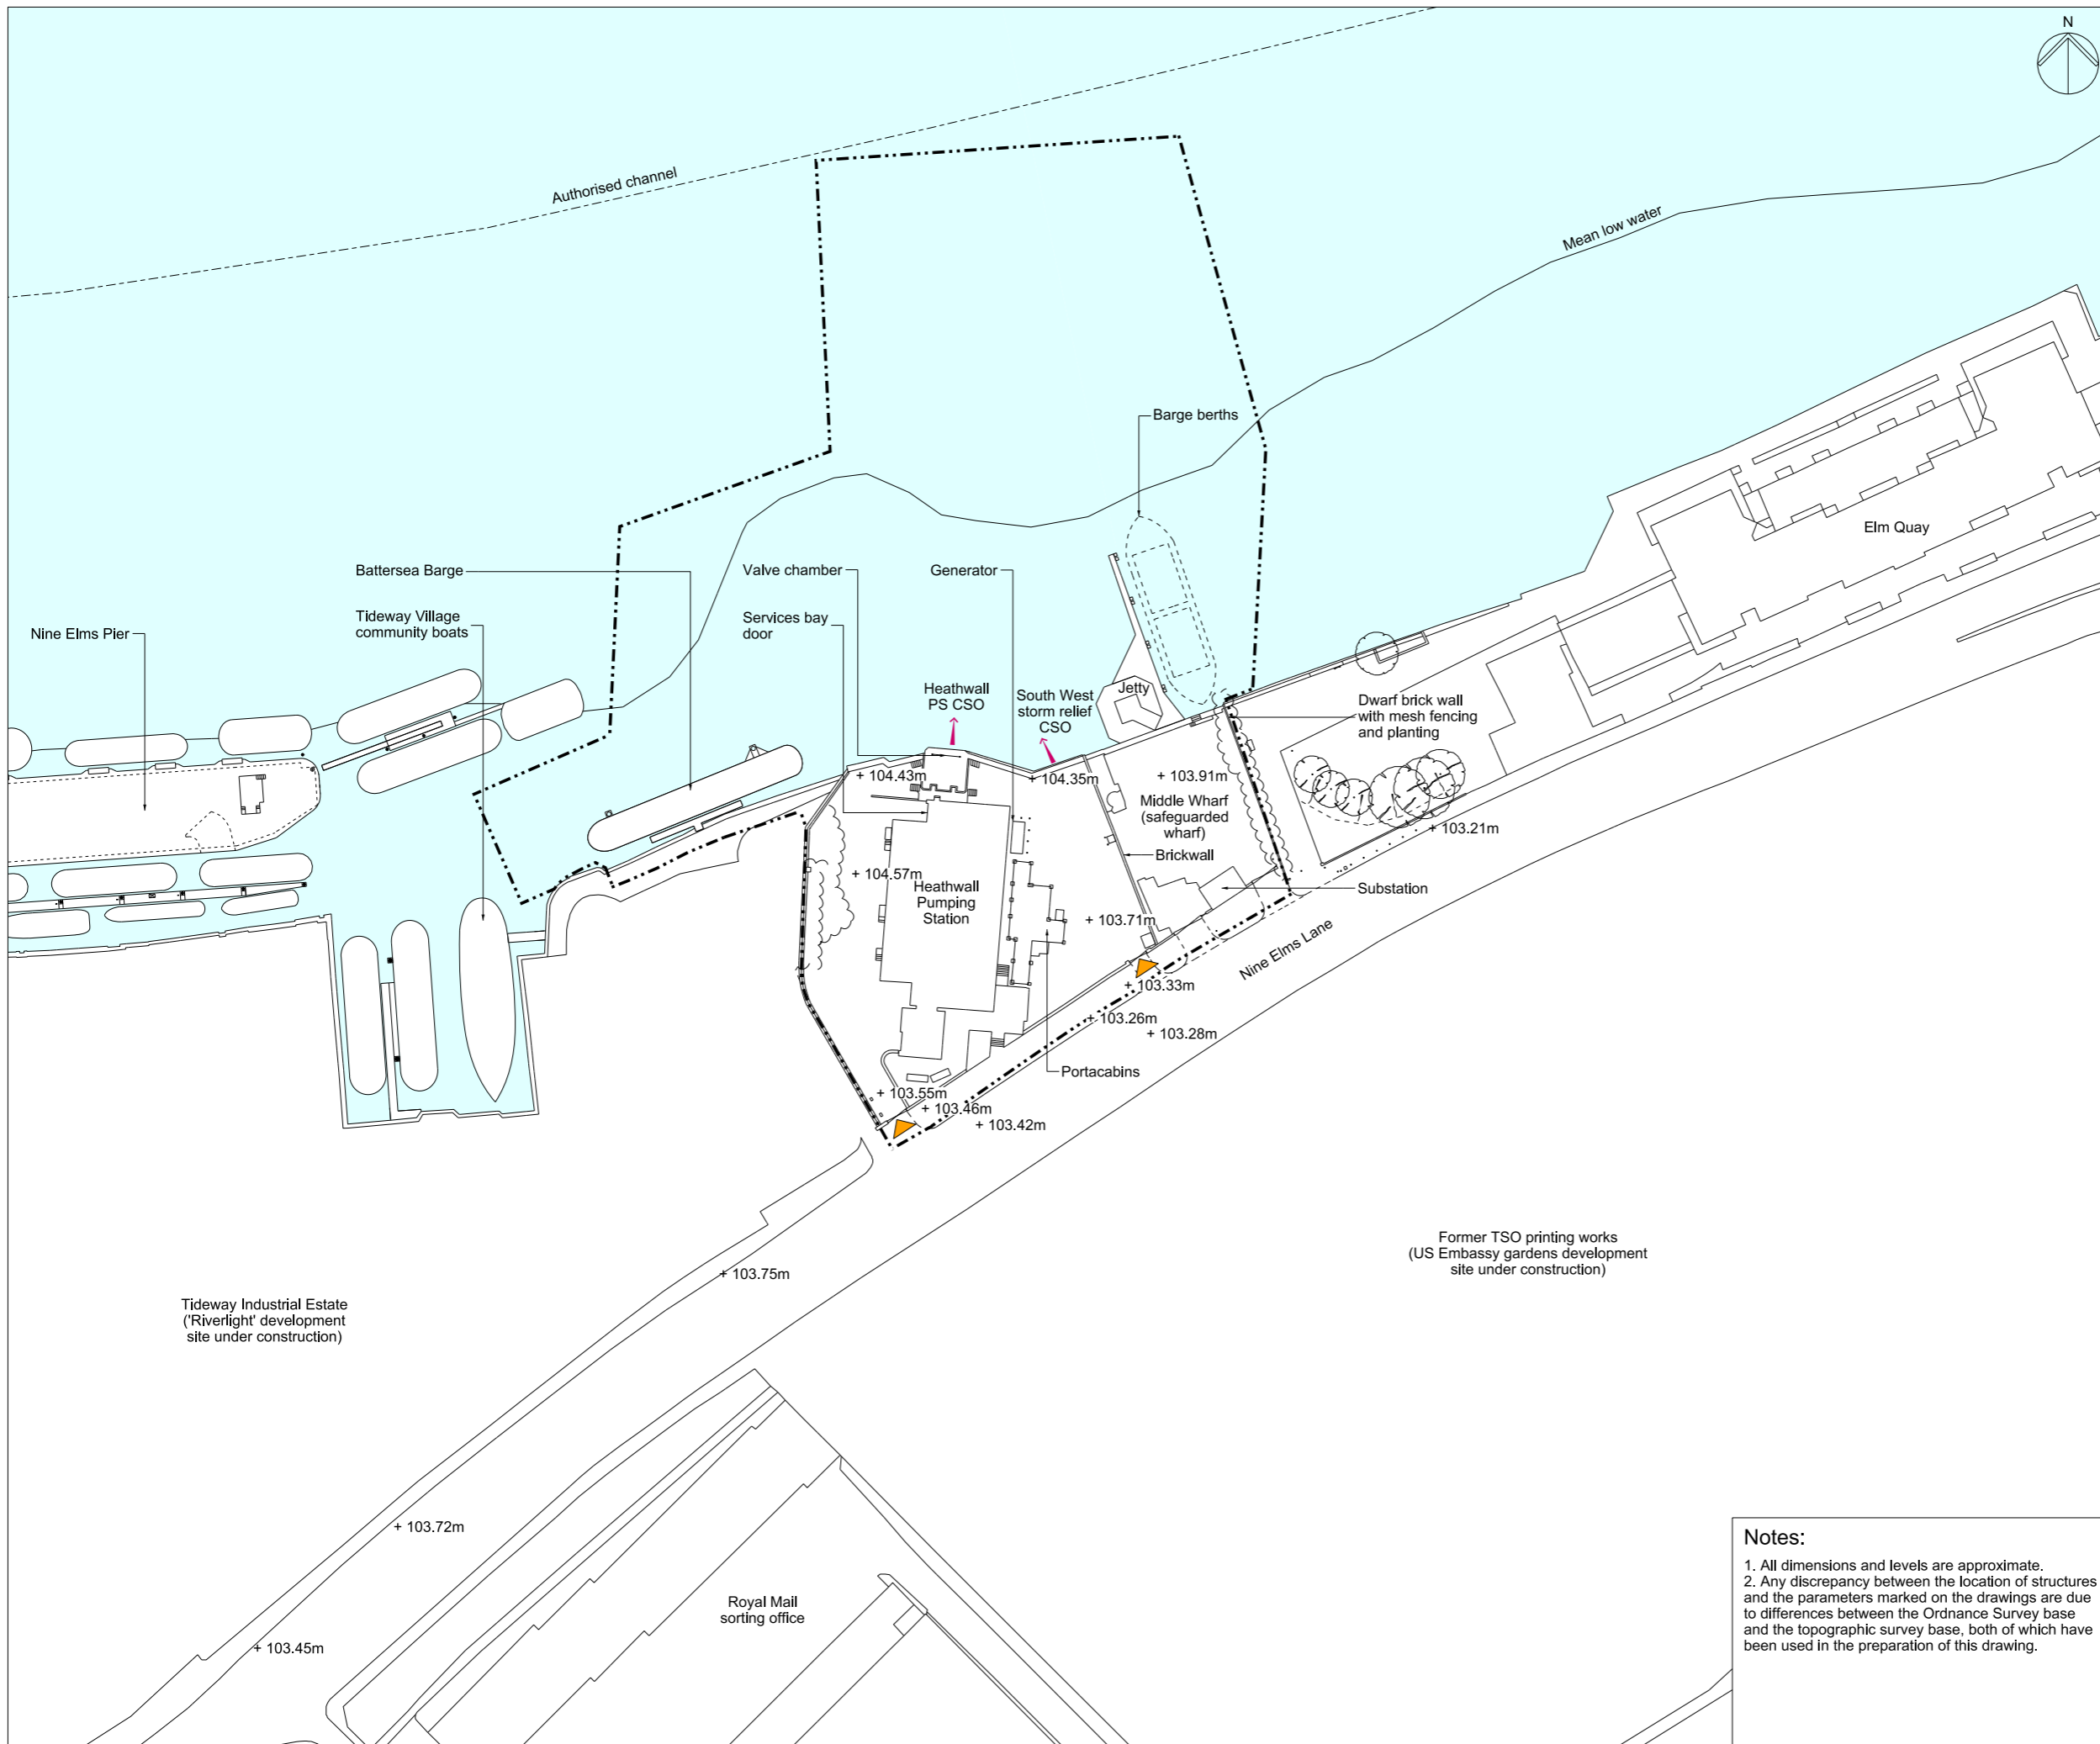 N
Authorised channel
Mean low water
Barge berths
Elm Quay
Battersea Barge
Valve chamber
Generator
Nine Elms Pier
Tideway Village
community boats
Services bay
door
Heathwall
PS CSO
South West
storm relief
CSO
Jetty
Dwarf brick wall
with mesh fencing
and planting
+ 104.43m
+ 104.35m
+ 103.91m
Middle Wharf
(safeguarded
wharf)
+ 103.21m
Brickwall
+ 104.57m
Heathwall
Pumping
Station
Substation
+ 103.71m
Nine Elms Lane
+ 103.33m
+ 103.26m
+ 103.28m
Portacabins
+ 103.55m
+ 103.46m
+ 103.42m
Former TSO printing works
(US Embassy gardens development
site under construction)
+ 103.75m
Tideway Industrial Estate
('Riverlight' development
site under construction)
+ 103.72m
Royal Mail
sorting office
+ 103.45m
Notes:
1. All dimensions and levels are approximate.
2. Any discrepancy between the location of structures
and the parameters marked on the drawings are due
to differences between the Ordnance Survey base
and the topographic survey base, both of which have
been used in the preparation of this drawing.